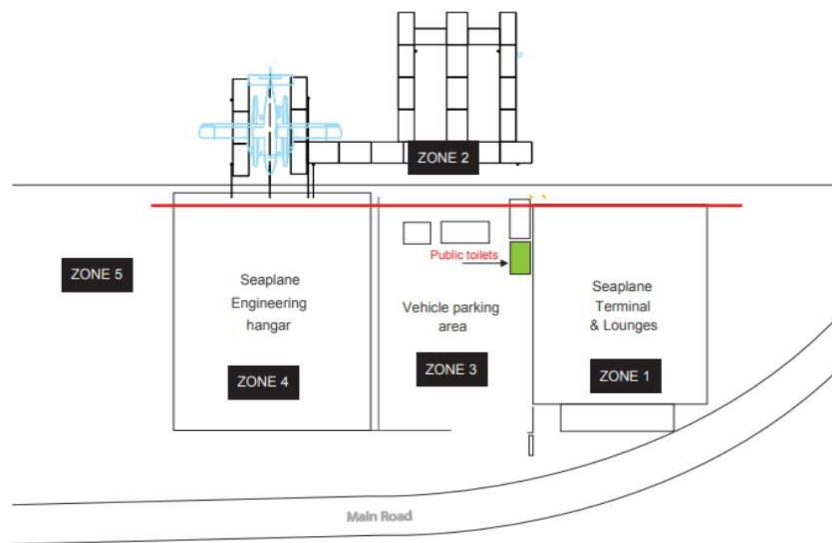 ZONE 2
Public toilets
ZONE 5
Seaplane
Engineering
hangar
Vehicle parking
area
Seaplane
Terminal
& Lounges
ZONE 4
ZONE 3
ZONE 1
Main Road